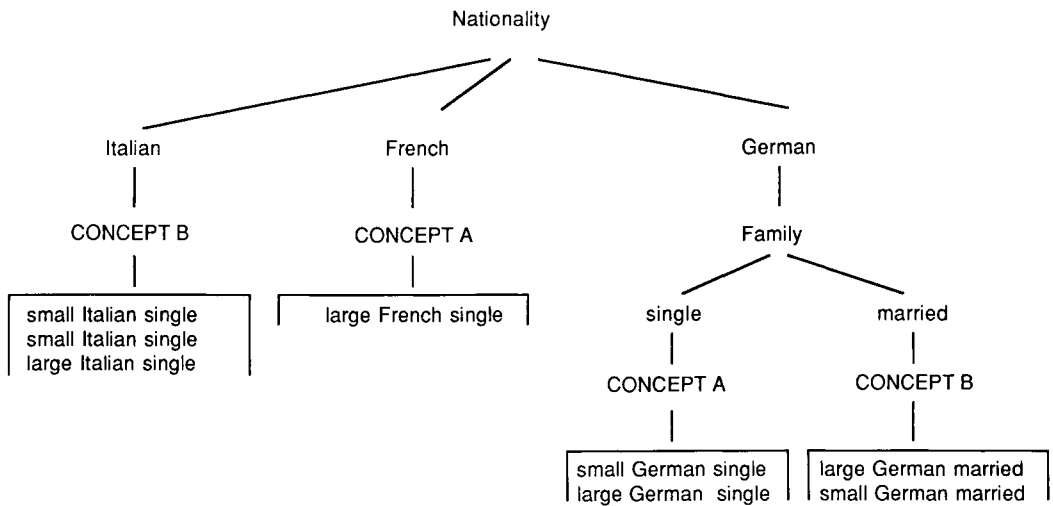 Nationality
Italian
French
German
CONCEPT B
CONCEPT A
Family
small Italian single
small Italian single
large Italian single
large French single
single
married
CONCEPT A
CONCEPT B
small German single
large German single
large German married
small German married